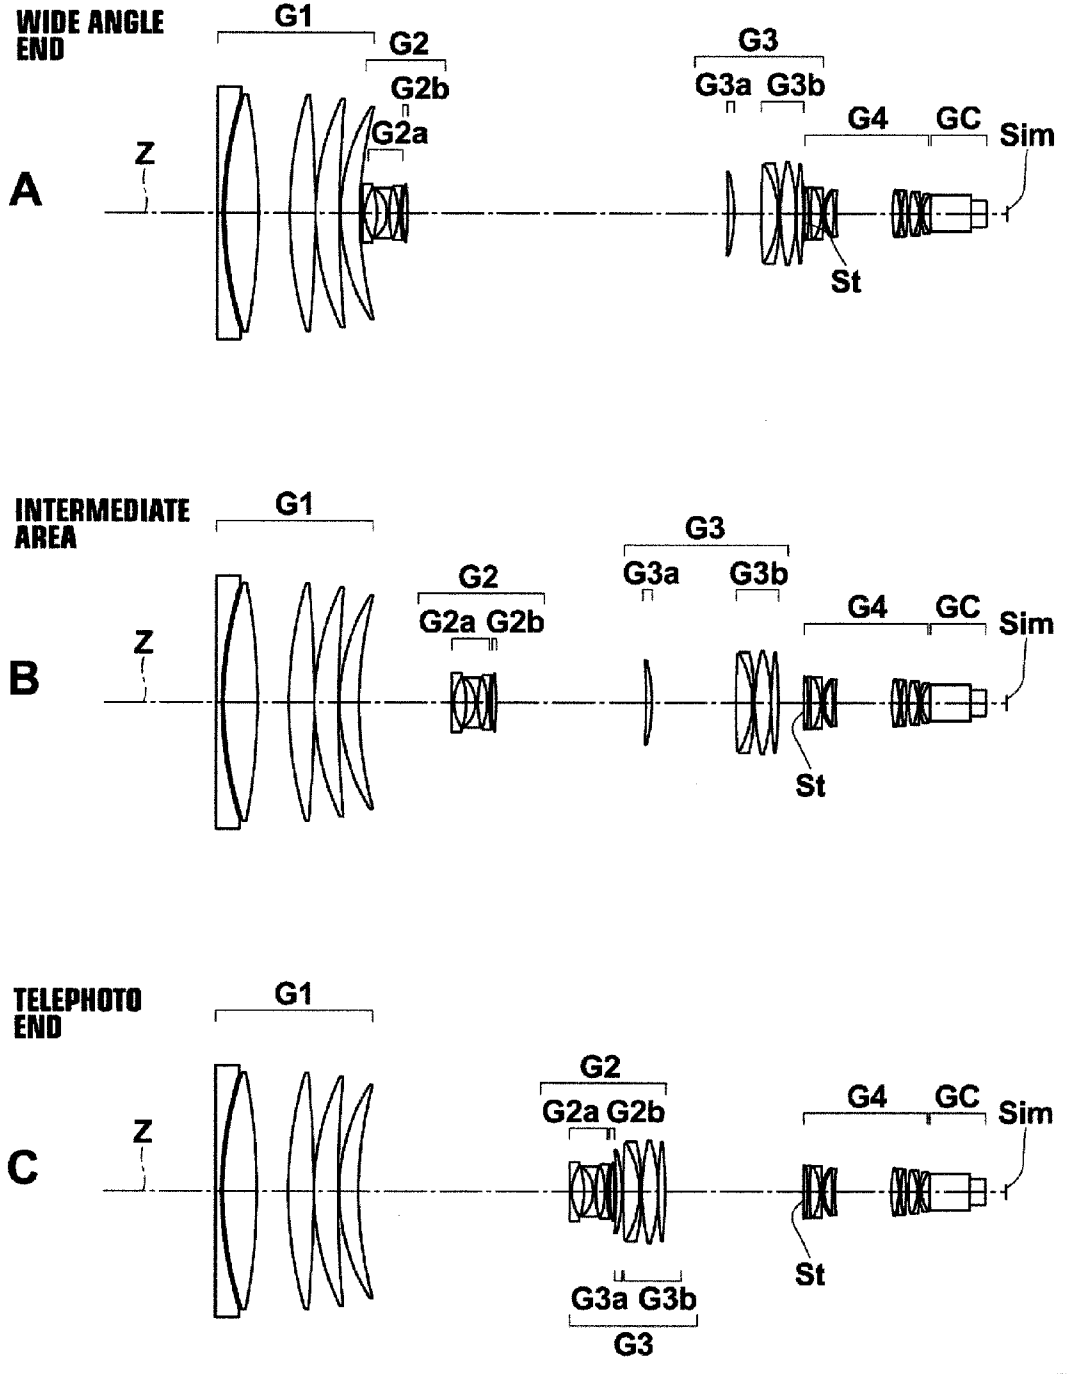 WIDE ANGLE
END
G1
G2
G2b
G2a
G3
G3a
G3b
G4
GC
Sim
Z
A
St
INTERMEDIATE
AREA
G1
G2
G2a
G2b
G3
G3a
G3b
G4
GC
Sim
Z
B
St
TELEPHOTO
END
G1
G2
G2a
G2b
G4
GC
Sim
Z
C
St
G3a
G3b
G3